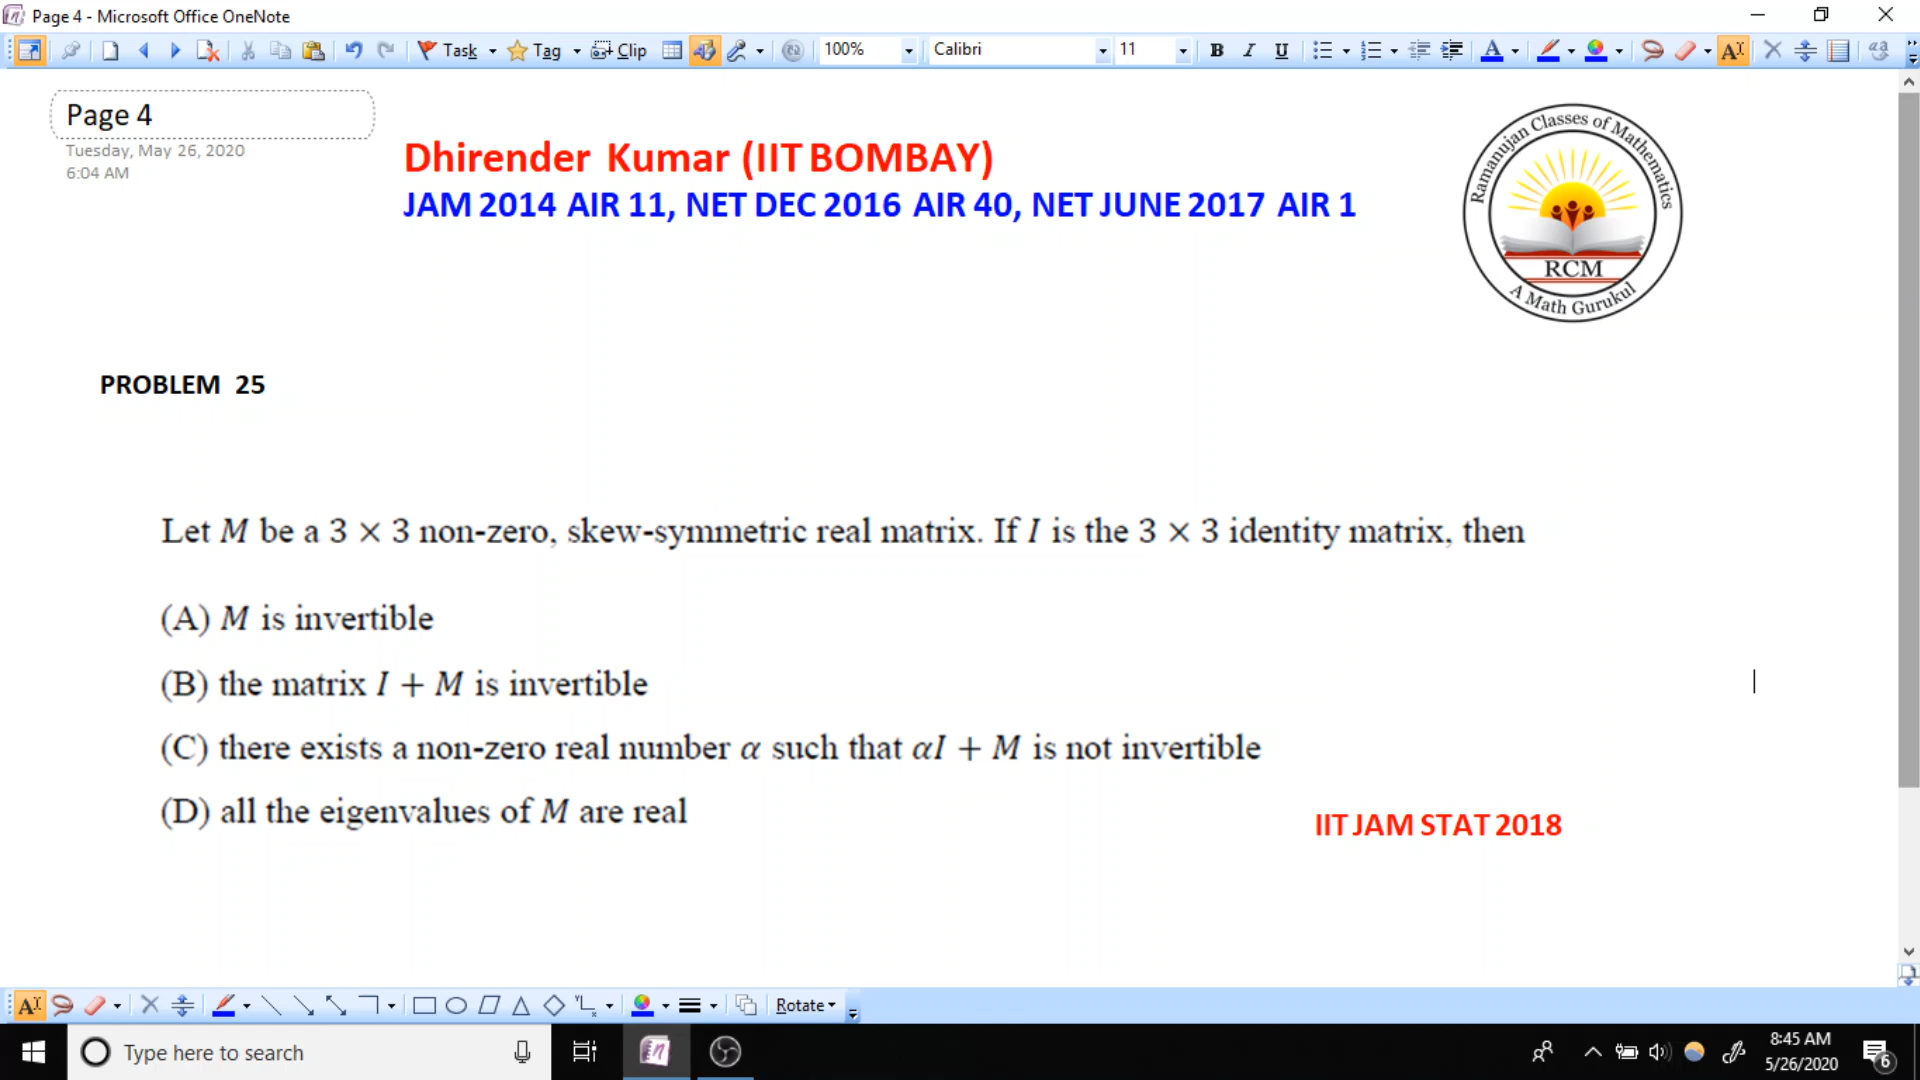 Page 4 - Microsoft Office OneNote
Task Tag Clip 100% Calibri 11 B I U
Page 4
Tuesday, May 26, 2020
6:04 AM
Dhirender Kumar (IIT BOMBAY)
JAM 2014 AIR 11, NET DEC 2016 AIR 40, NET JUNE 2017 AIR 1
Ramanujan Classes of Mathematics
RCM
A Math Gurukul
PROBLEM 25
Let M be a 3 × 3 non-zero, skew-symmetric real matrix. If I is the 3 × 3 identity matrix, then
(A) M is invertible
(B) the matrix I + M is invertible
(C) there exists a non-zero real number α such that αI + M is not invertible
(D) all the eigenvalues of M are real
IIT JAM STAT 2018
Rotate
Type here to search
8:45 AM
5/26/2020
6